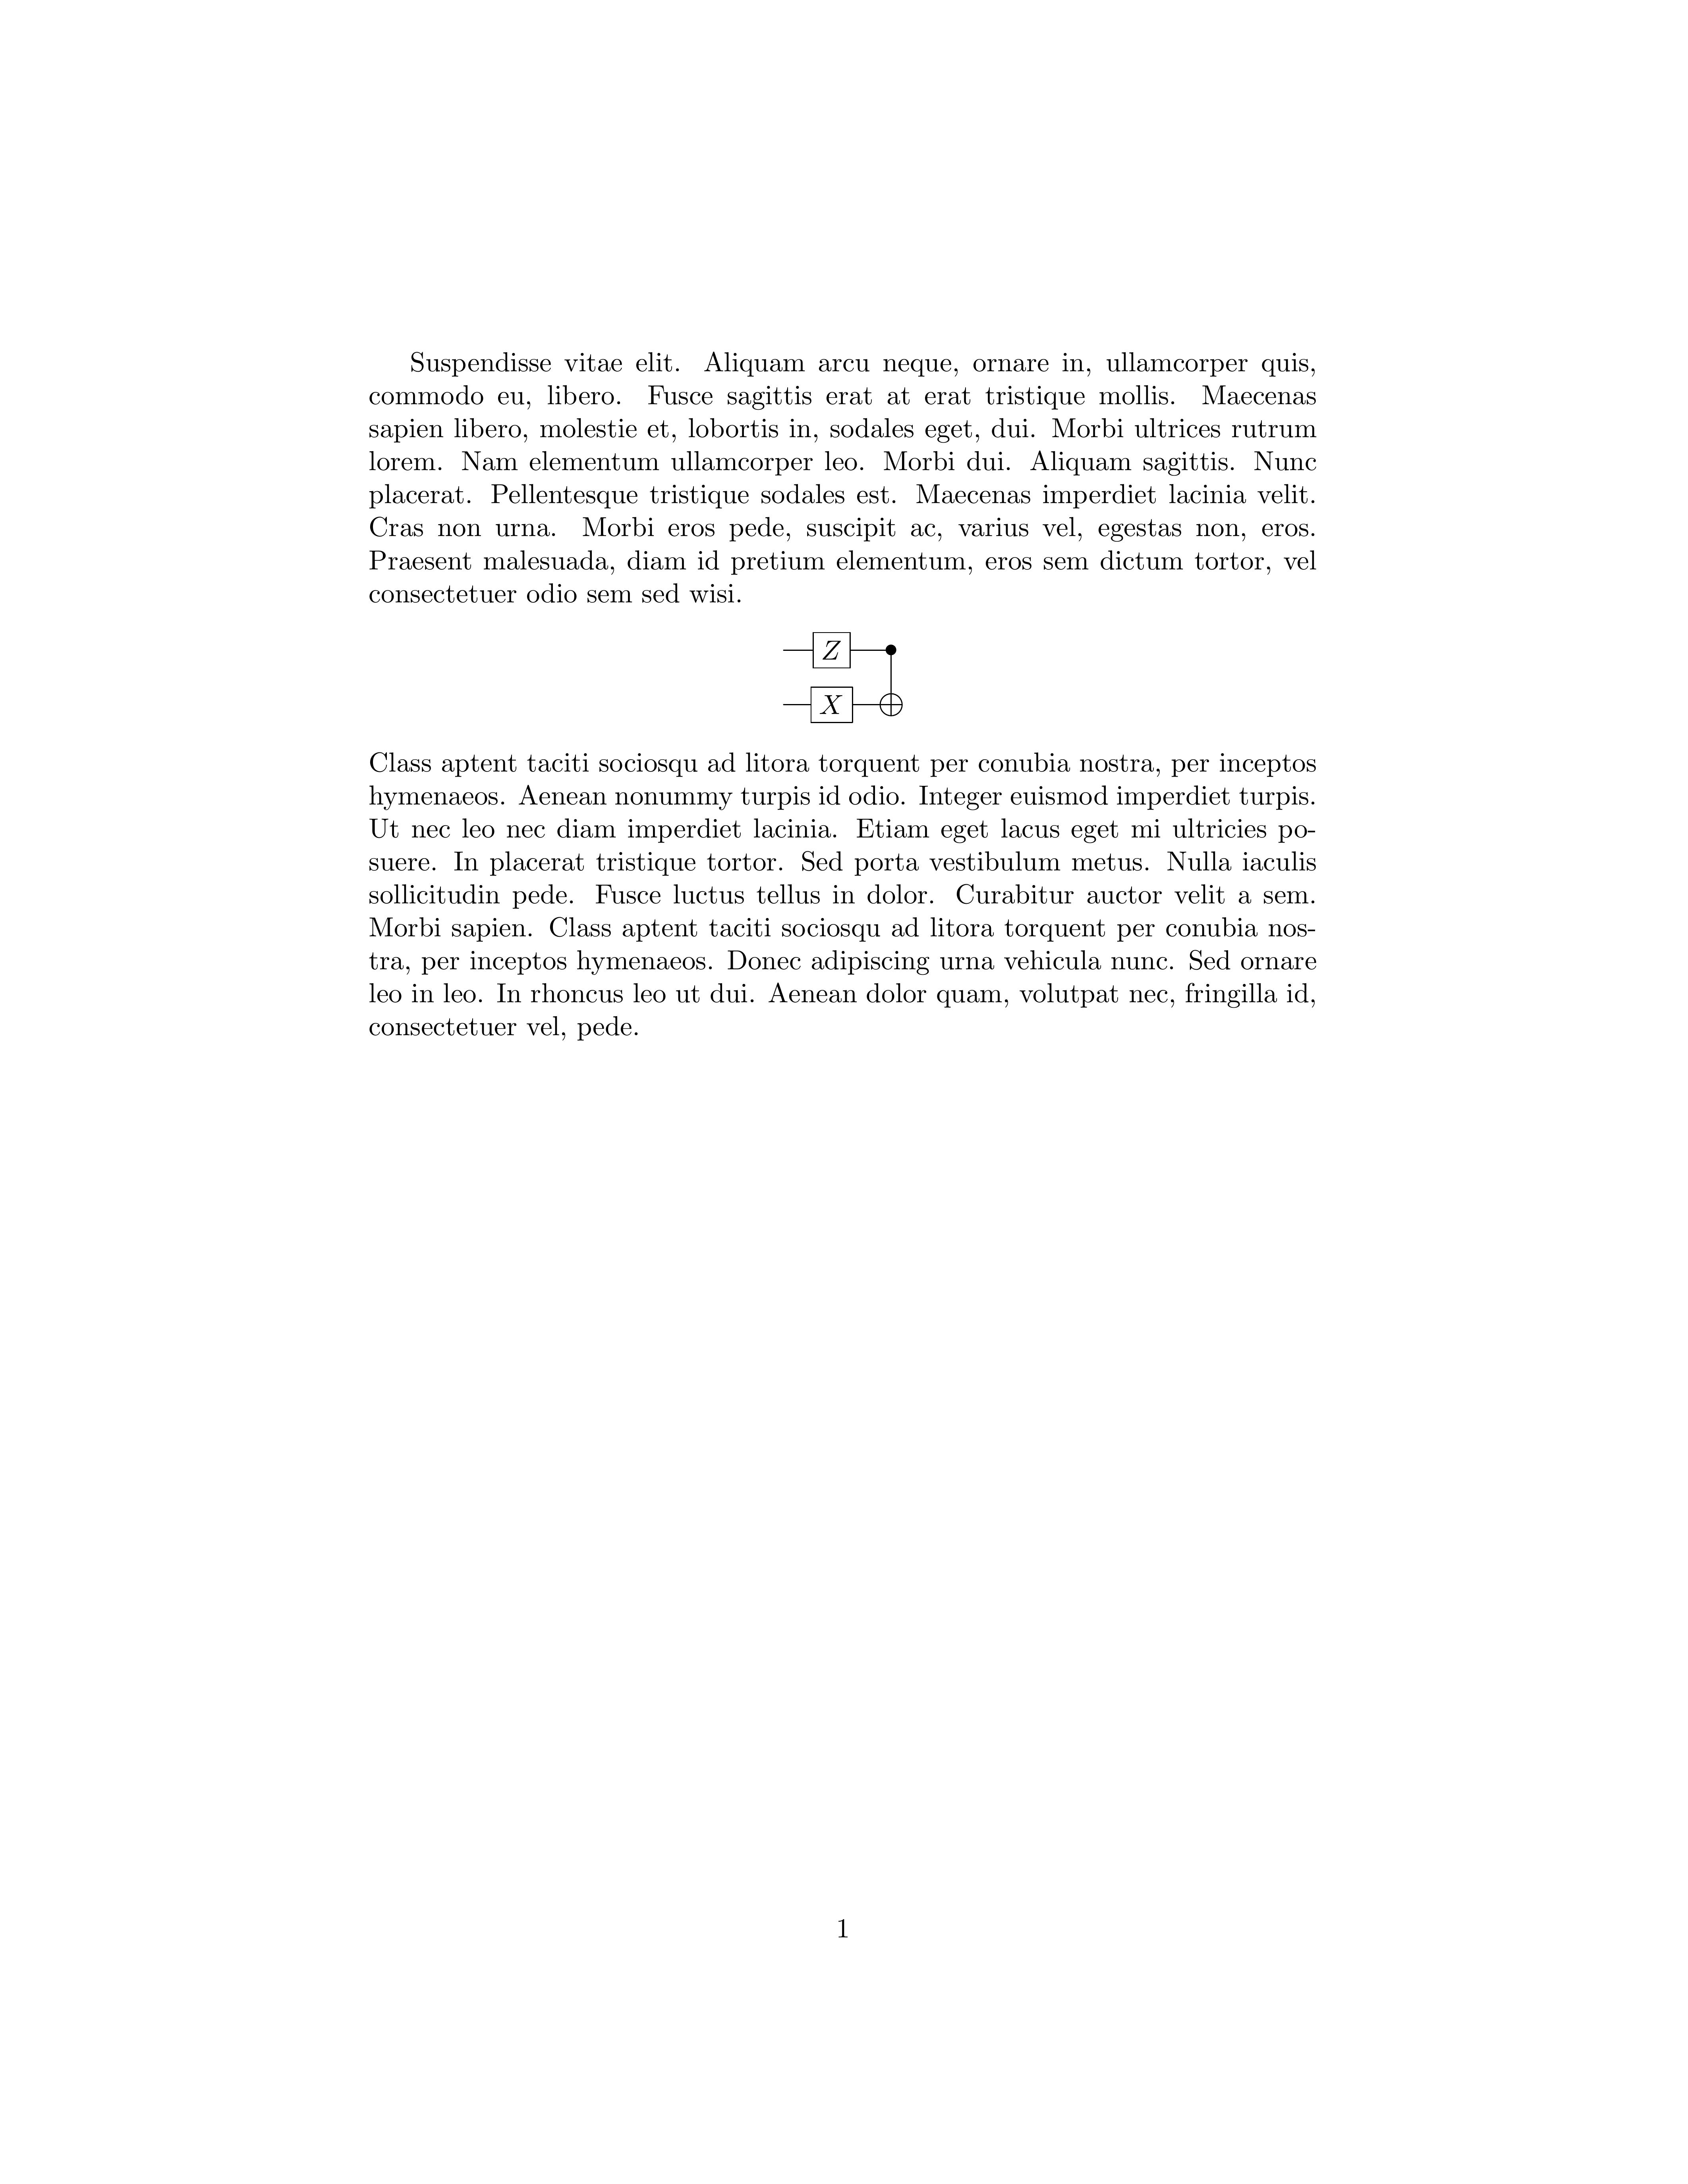 Suspendisse vitae elit. Aliquam arcu neque, ornare in, ullamcorper quis,
commodo eu, libero. Fusce sagittis erat at erat tristique mollis. Maecenas
sapien libero, molestie et, lobortis in, sodales eget, dui. Morbi ultrices rutrum
lorem. Nam elementum ullamcorper leo. Morbi dui. Aliquam sagittis. Nunc
placerat. Pellentesque tristique sodales est. Maecenas imperdiet lacinia velit.
Cras non urna. Morbi eros pede, suscipit ac, varius vel, egestas non, eros.
Praesent malesuada, diam id pretium elementum, eros sem dictum tortor, vel
consectetuer odio sem sed wisi.
Z
X
Class aptent taciti sociosqu ad litora torquent per conubia nostra, per inceptos
hymenaeos. Aenean nonummy turpis id odio. Integer euismod imperdiet turpis.
Ut nec leo nec diam imperdiet lacinia. Etiam eget lacus eget mi ultricies po-
suere. In placerat tristique tortor. Sed porta vestibulum metus. Nulla iaculis
sollicitudin pede. Fusce luctus tellus in dolor. Curabitur auctor velit a sem.
Morbi sapien. Class aptent taciti sociosqu ad litora torquent per conubia nos-
tra, per inceptos hymenaeos. Donec adipiscing urna vehicula nunc. Sed ornare
leo in leo. In rhoncus leo ut dui. Aenean dolor quam, volutpat nec, fringilla id,
consectetuer vel, pede.
1